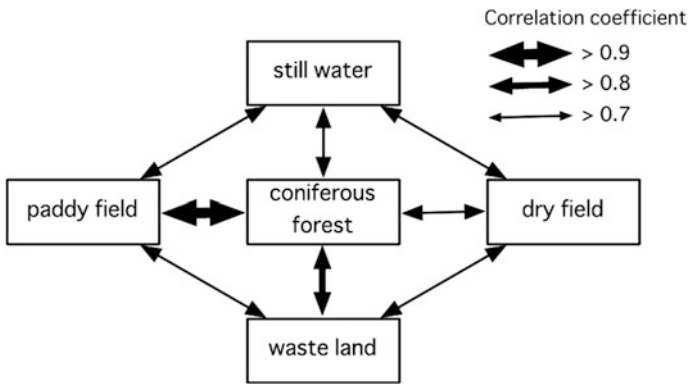 Correlation coefficient
> 0.9
> 0.8
> 0.7
still water
paddy field
coniferous
forest
dry field
waste land